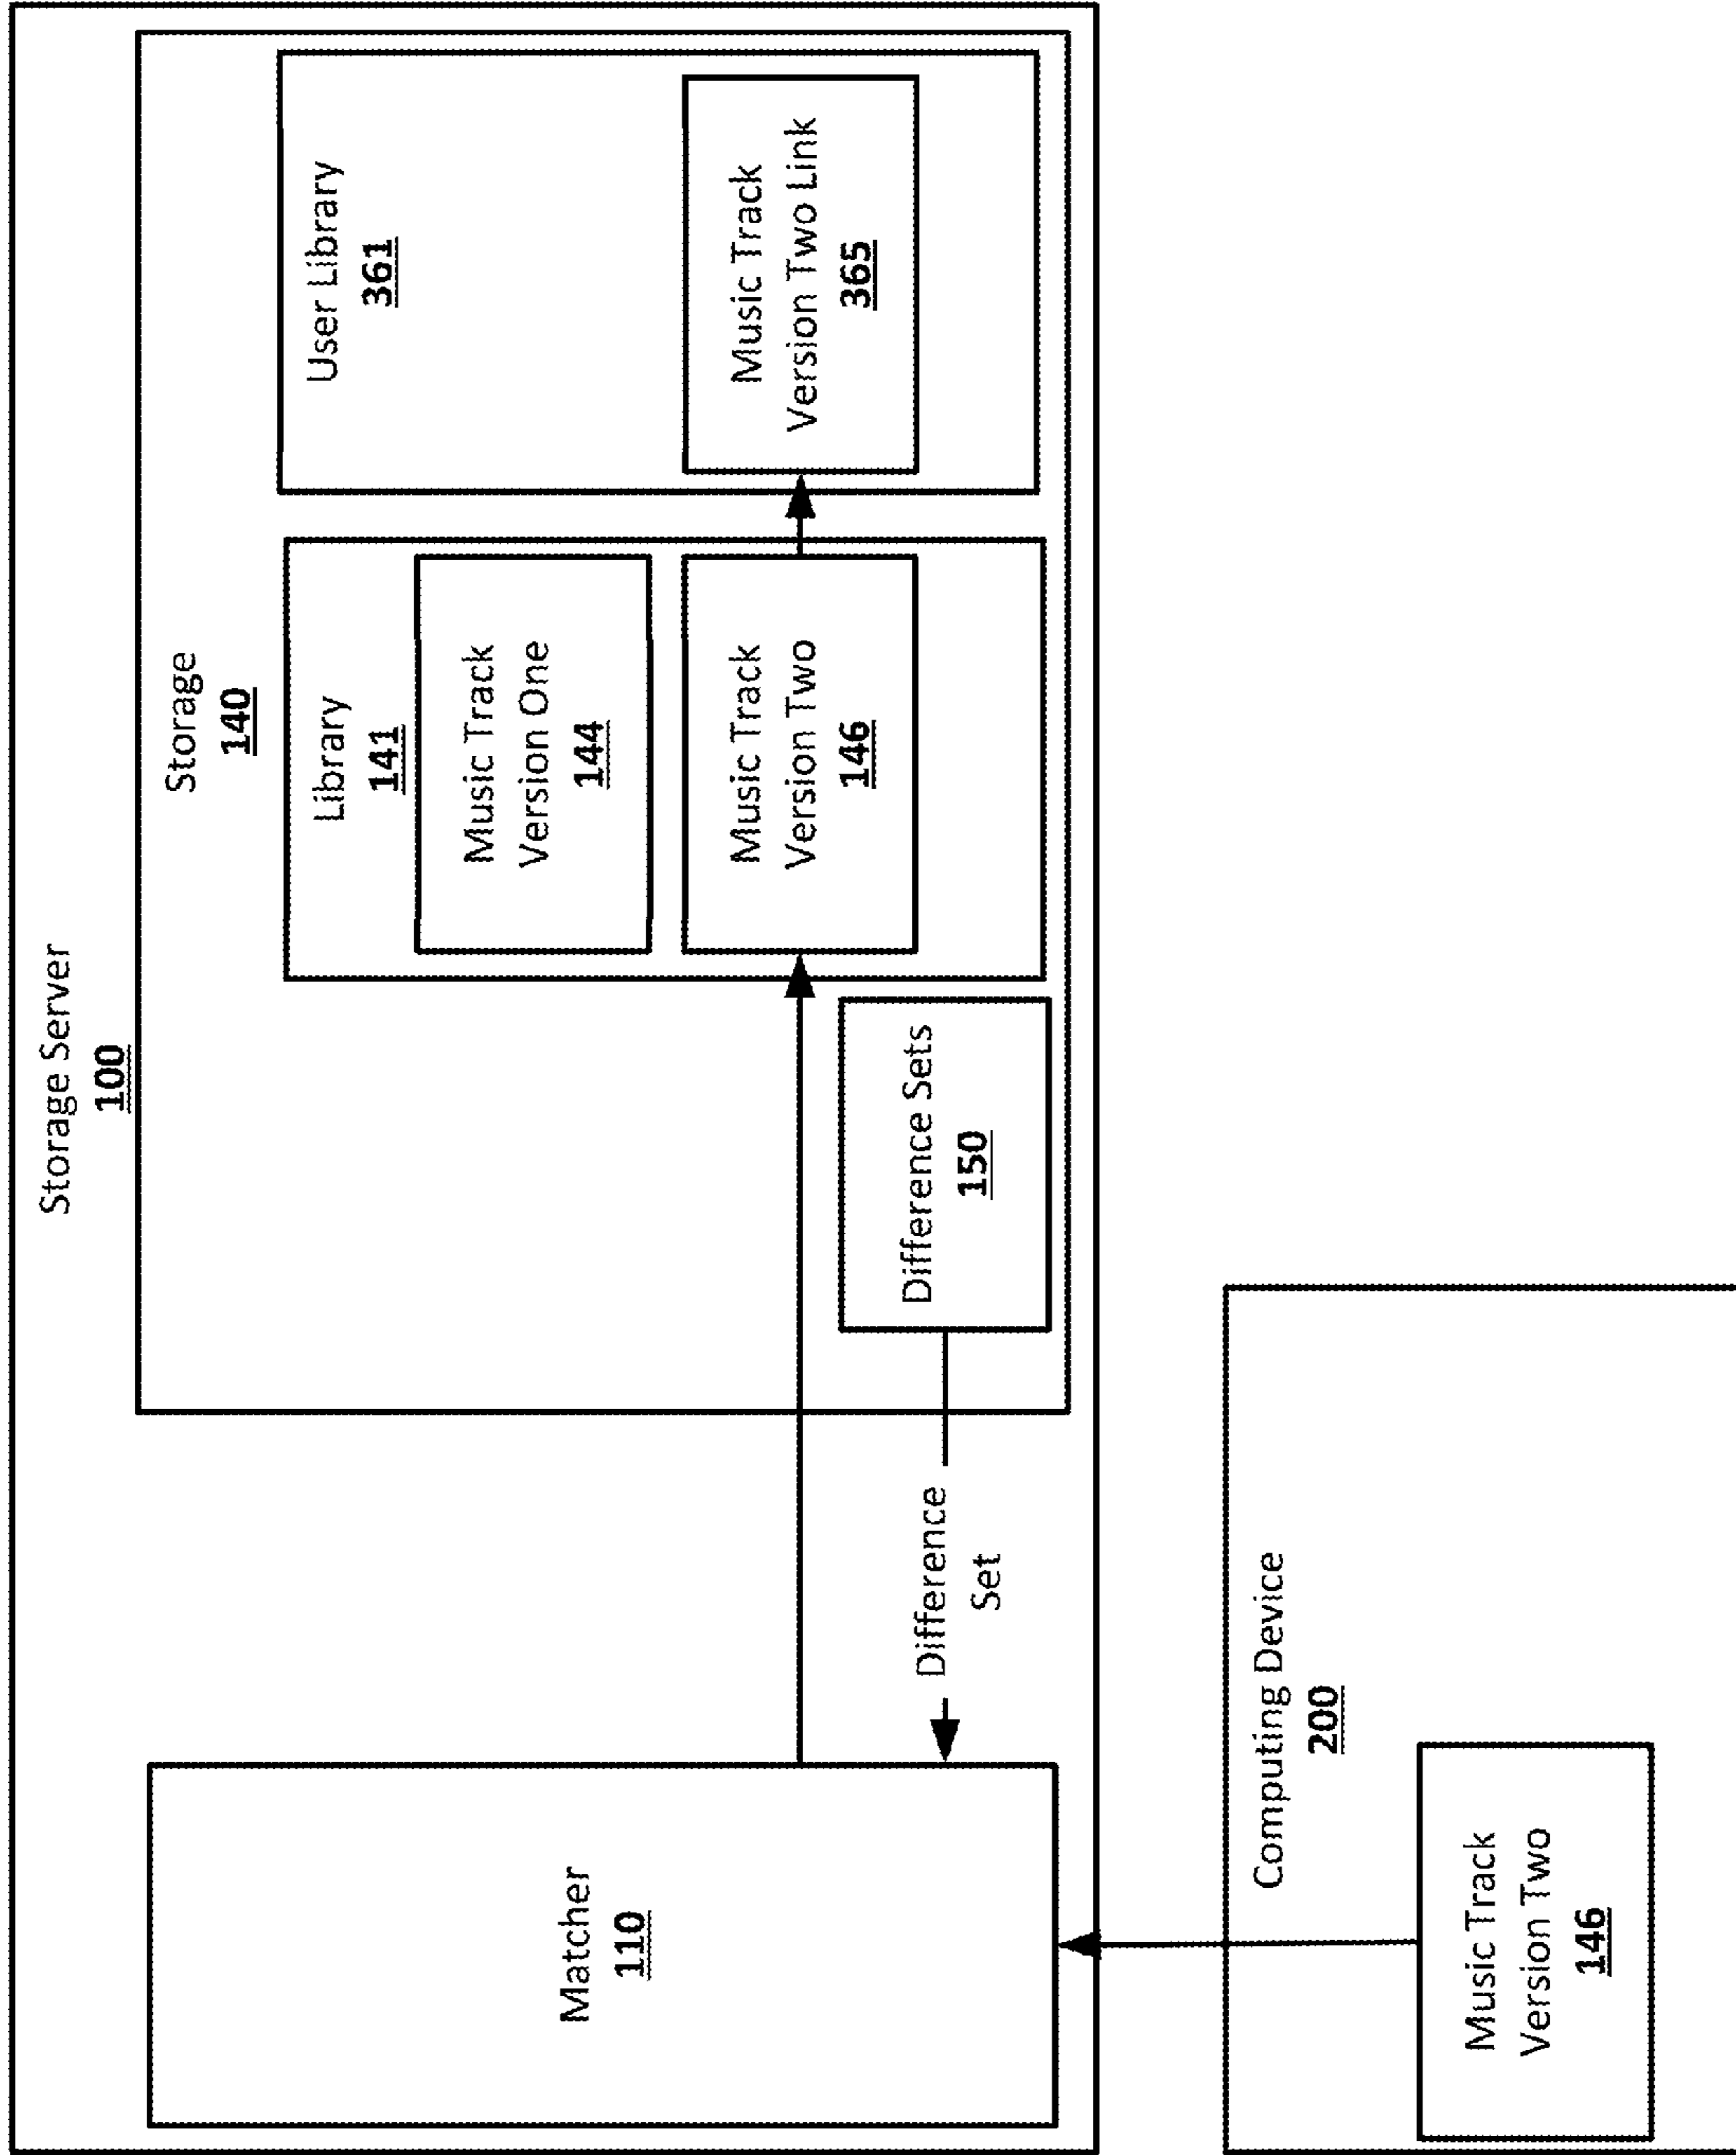 Storage Server
100
Storage
140
Matcher
110
Library
141
User Library
361
Music Track
Version One
144
Music Track
Version Two
146
Music Track
Version Two Link
365
Difference Sets
150
Difference
Set
Computing Device
200
Music Track
Version Two
146